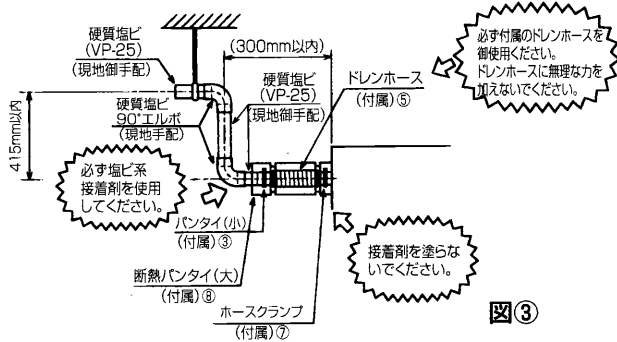 硬質塩ビ
(VP-25)
(現地御手配)
(300mm以内)
必ず付属のドレンホースを
御使用ください。
ドレンホースに無理な力を
加えないでください。
硬質塩ビ
(VP-25)
(現地御手配)
ドレンホース
(付属)⑤
415mm以内
硬質塩ビ
90°エルボ
(現地手配)
必ず塩ビ系
接着剤を使用
してください。
バンタイ(小)
(付属)③
接着剤を塗らな
いでください。
断熱バンタイ(大)
(付属)⑧
ホースクランプ
(付属)⑦
図③